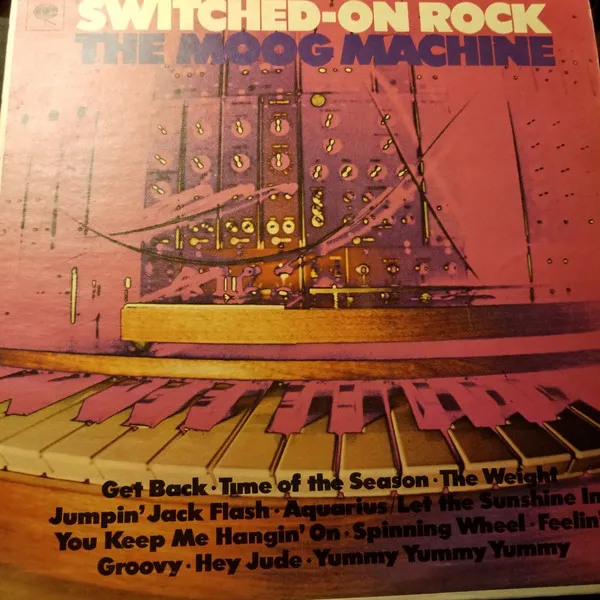 SWITCHED-ON ROCK
THE MOOG MACHINE
Get Back · Time of the Season · The Weight
Jumpin' Jack Flash · Aquarius/Let the Sunshine In
You Keep Me Hangin' On · Spinning Wheel · Feelin'
Groovy · Hey Jude · Yummy Yummy Yummy